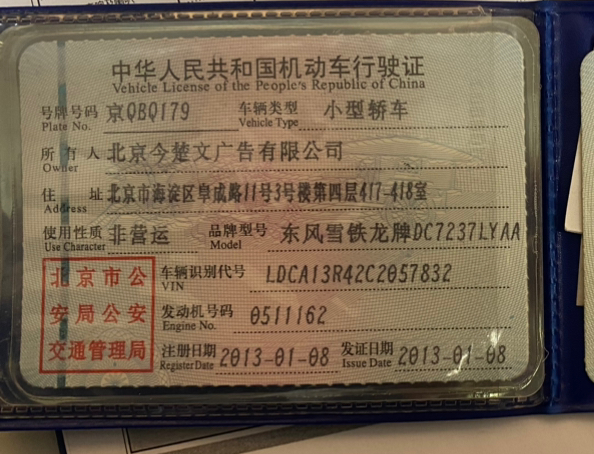 中华人民共和国机动车行驶证
Vehicle License of the People's Republic of China
号牌号码 京QBQ179 车辆类型 小型轿车
Plate No. Vehicle Type
所有人 北京今楚文广告有限公司
Owner
住址 北京市海淀区阜成路11号3号楼第四层417-418室
Address
使用性质 非营运 品牌型号 东风雪铁龙牌DC7237LYAA
Use Character Model
北京市公
安局公安
交通管理局
车辆识别代号 LDCA13R42C2057832
VIN
发动机号码 0511162
Engine No.
注册日期 2013-01-08 发证日期 2013-01-08
Register Date Issue Date